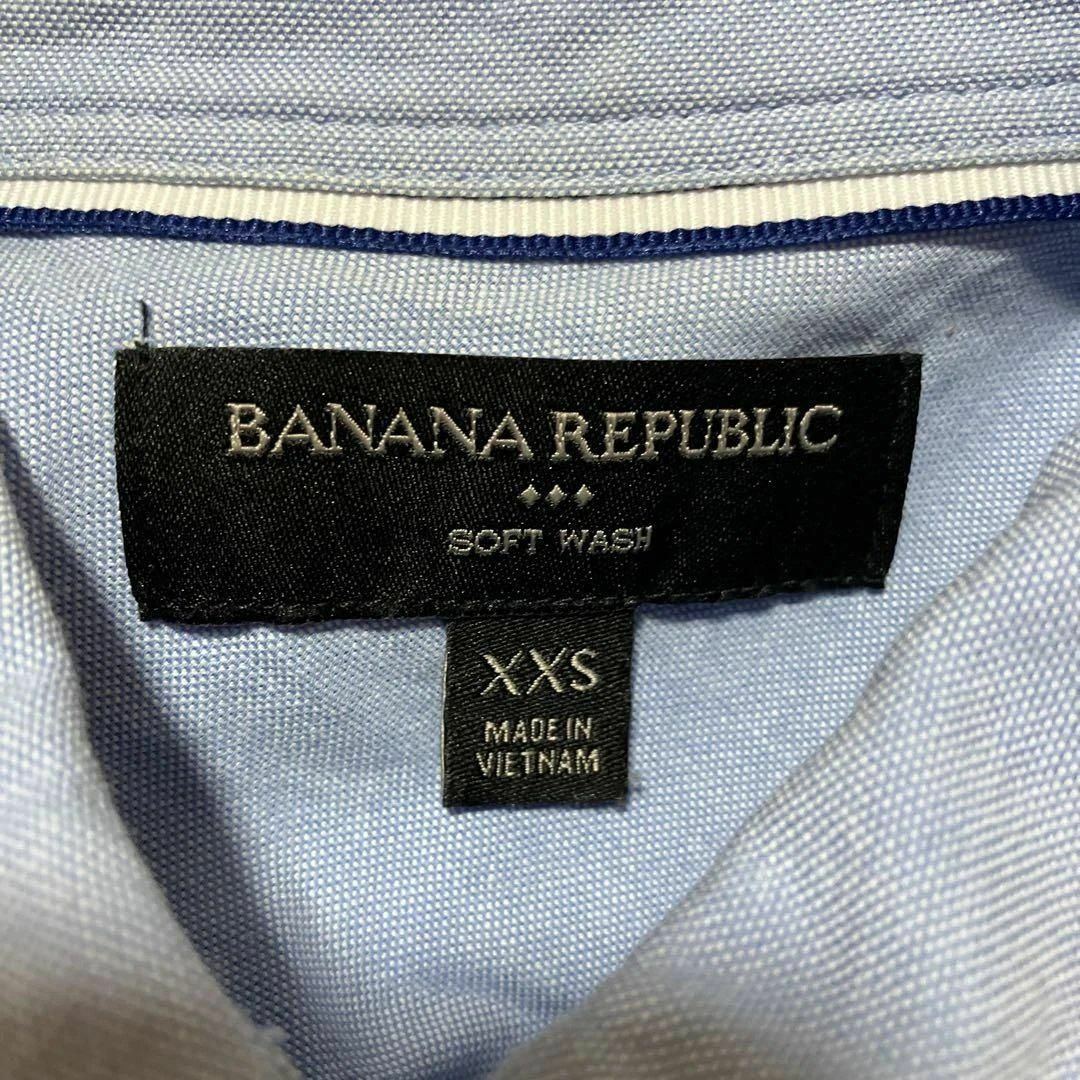 BANANA REPUBLIC
SOFT WASH
XXS
MADE IN
VIETNAM